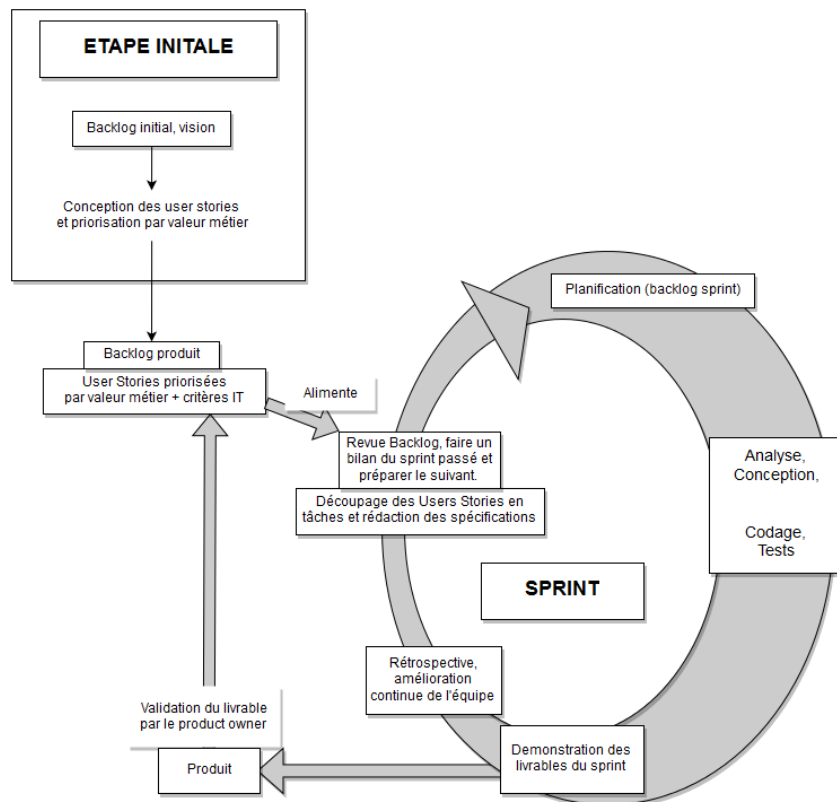 ETAPE INITALE
Backlog initial, vision
Conception des user stories
et priorisation par valeur métier
Backlog produit
User Stories priorisées
par valeur métier + critères IT
Alimente
Planification (backlog sprint)
Revue Backlog, faire un
bilan du sprint passé et
préparer le suivant.
Découpage des Users Stories en
tâches et rédaction des spécifications
Analyse,
Conception,
Codage,
Tests
SPRINT
Rétrospective,
amélioration
continue de l'équipe
Demonstration des
livrables du sprint
Validation du livrable
par le product owner
Produit